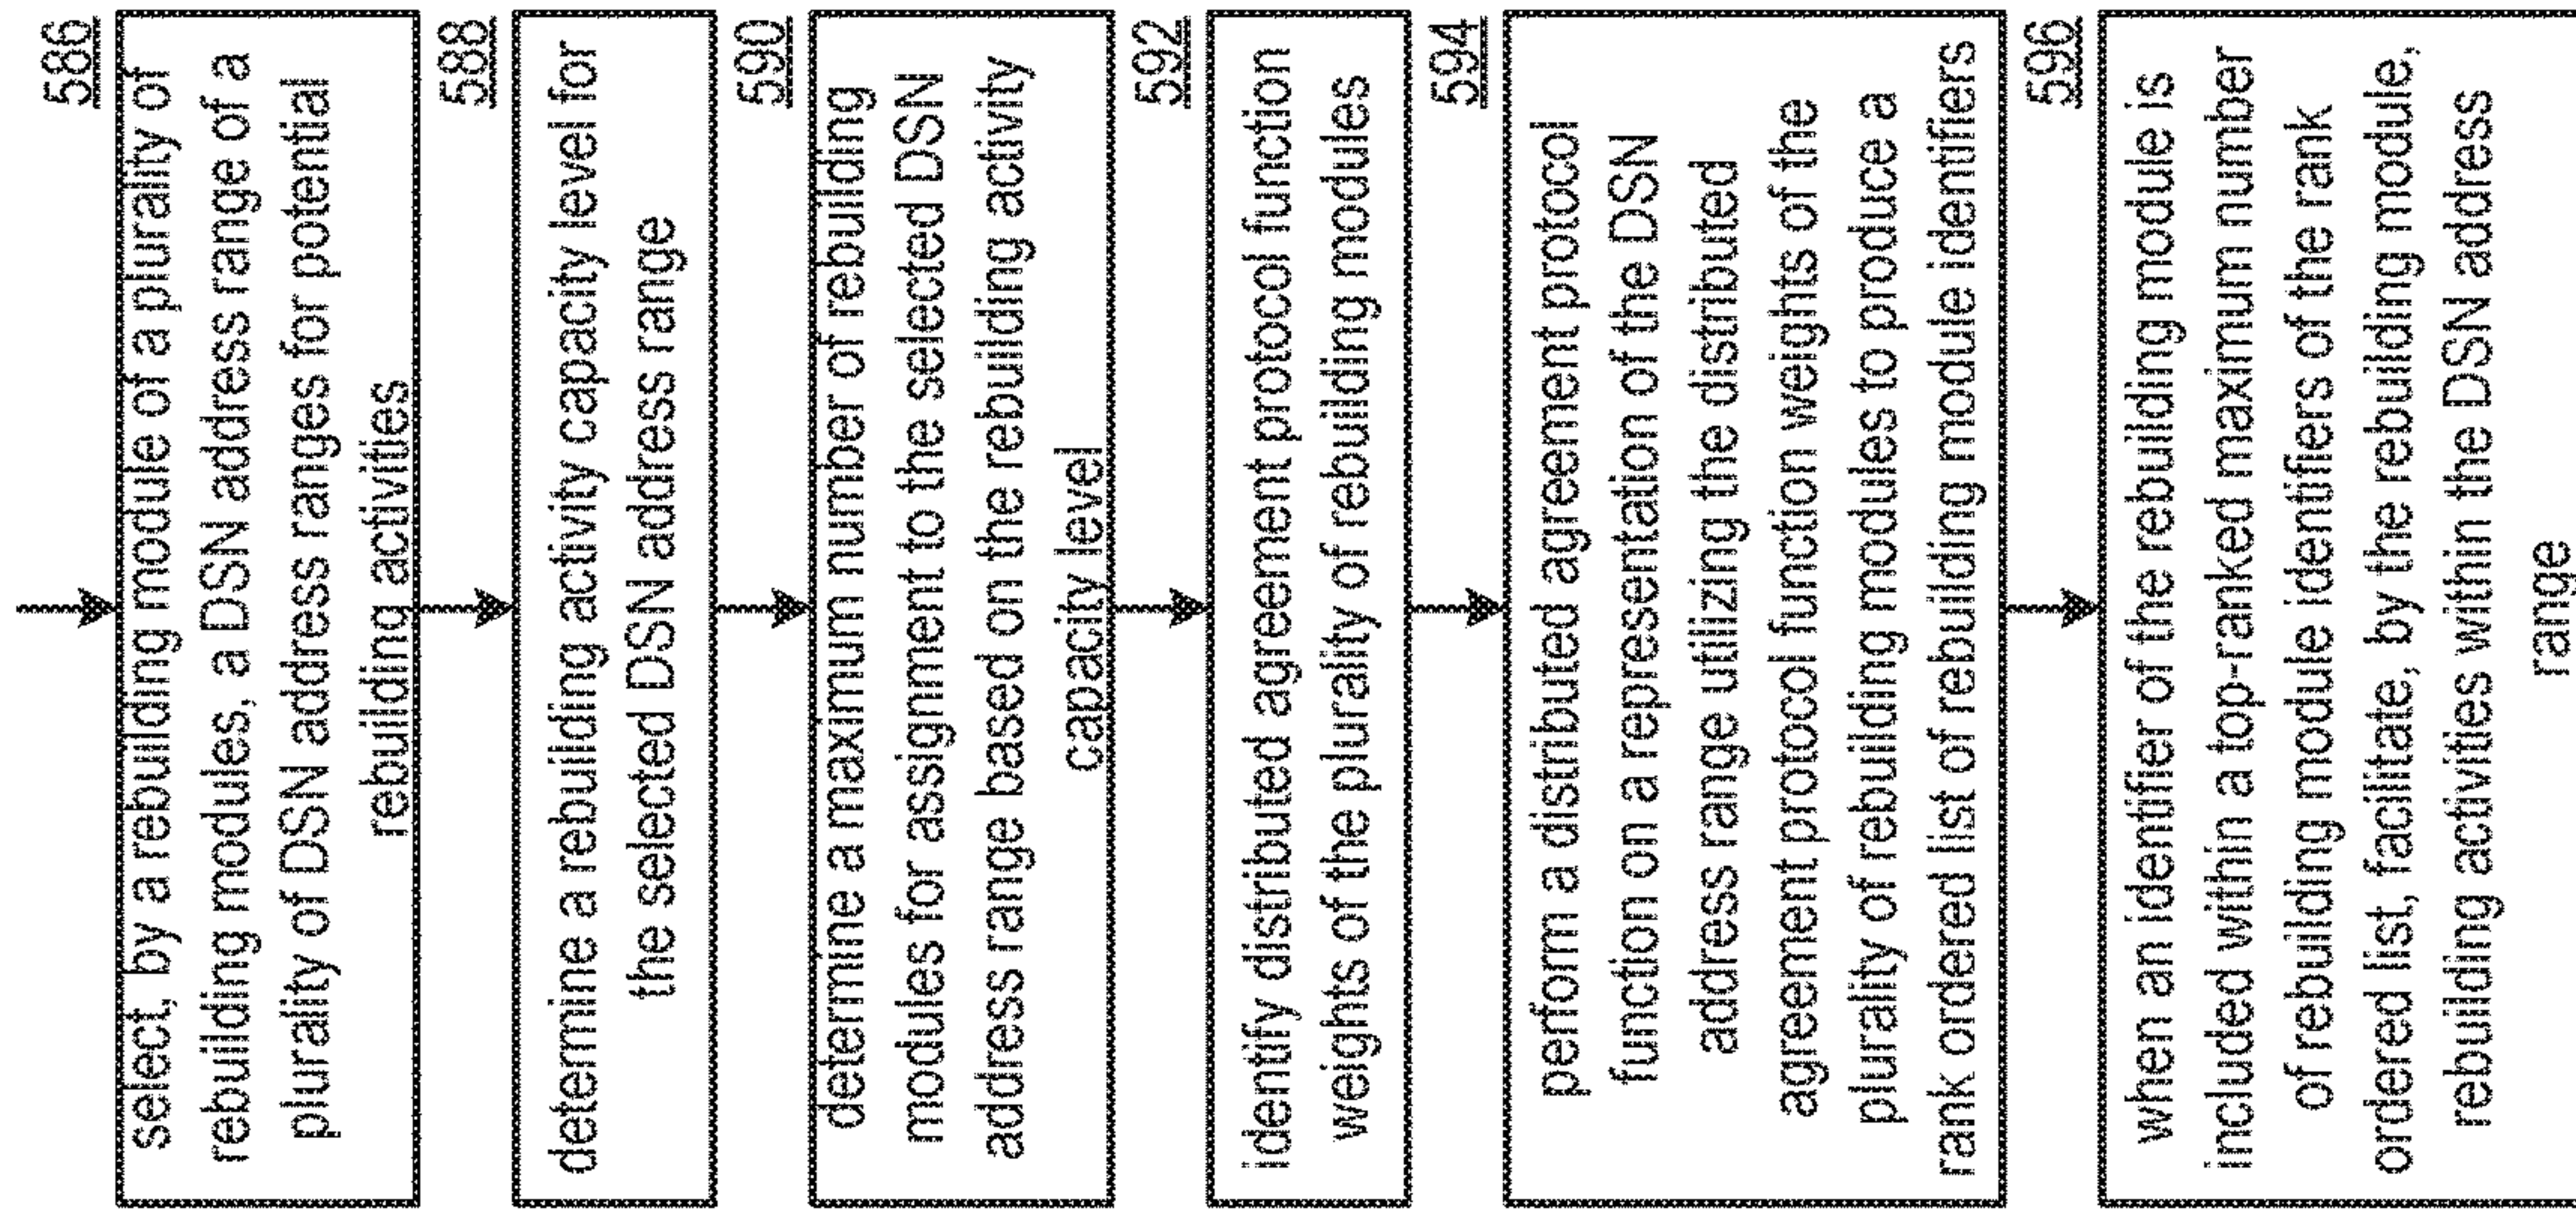 586
select, by a rebuilding module of a plurality of
rebuilding modules, a DSN address range of a
plurality of DSN address ranges for potential
rebuilding activities
588
determine a rebuilding activity capacity level for
the selected DSN address range
590
determine a maximum number of rebuilding
modules for assignment to the selected DSN
address range based on the rebuilding activity
capacity level
592
identify distributed agreement protocol function
weights of the plurality of rebuilding modules
594
perform a distributed agreement protocol
function on a representation of the DSN
address range utilizing the distributed
agreement protocol function weights of the
plurality of rebuilding modules to produce a
rank ordered list of rebuilding module identifiers
596
when an identifier of the rebuilding module is
included within a top-ranked maximum number
of rebuilding module identifiers of the rank
ordered list, facilitate, by the rebuilding module,
rebuilding activities within the DSN address
range